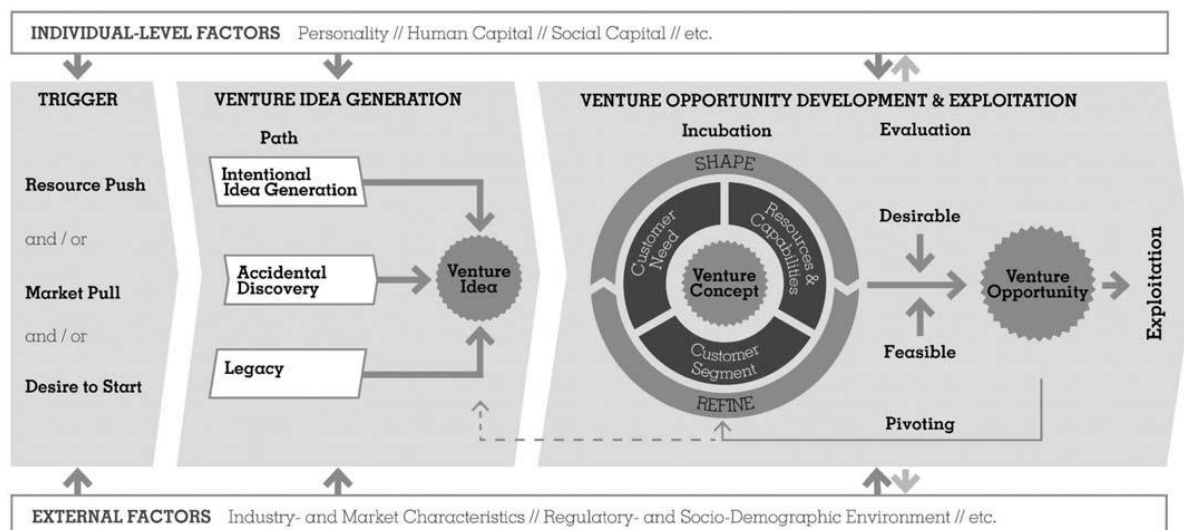 INDIVIDUAL-LEVEL FACTORS Personality // Human Capital // Social Capital // etc.
TRIGGER
Resource Push
and / or
Market Pull
and / or
Desire to Start
VENTURE IDEA GENERATION
Path
Intentional
Idea Generation
Accidental
Discovery
Legacy
Venture
Idea
VENTURE OPPORTUNITY DEVELOPMENT & EXPLOITATION
Incubation
SHAPE
Customer
Need
Resources &
Capabilities
Venture
Concept
Customer
Segment
REFINE
Evaluation
Desirable
Feasible
Venture
Opportunity
Pivoting
Exploitation
EXTERNAL FACTORS Industry- and Market Characteristics // Regulatory- and Socio-Demographic Environment // etc.